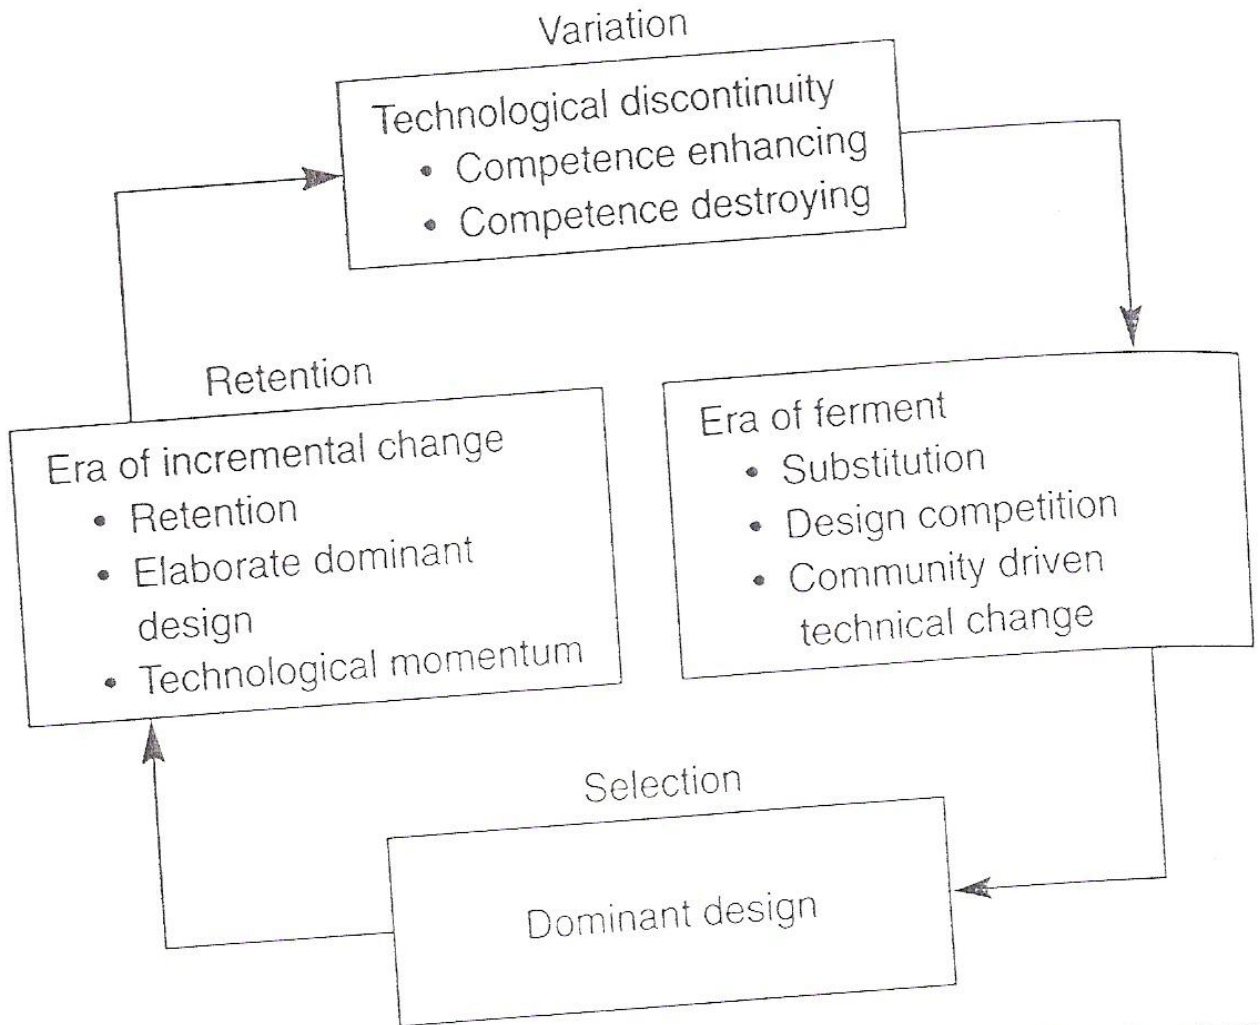 Variation
Technological discontinuity
• Competence enhancing
• Competence destroying
Retention
Era of incremental change
• Retention
• Elaborate dominant
design
• Technological momentum
Era of ferment
• Substitution
• Design competition
• Community driven
technical change
Selection
Dominant design